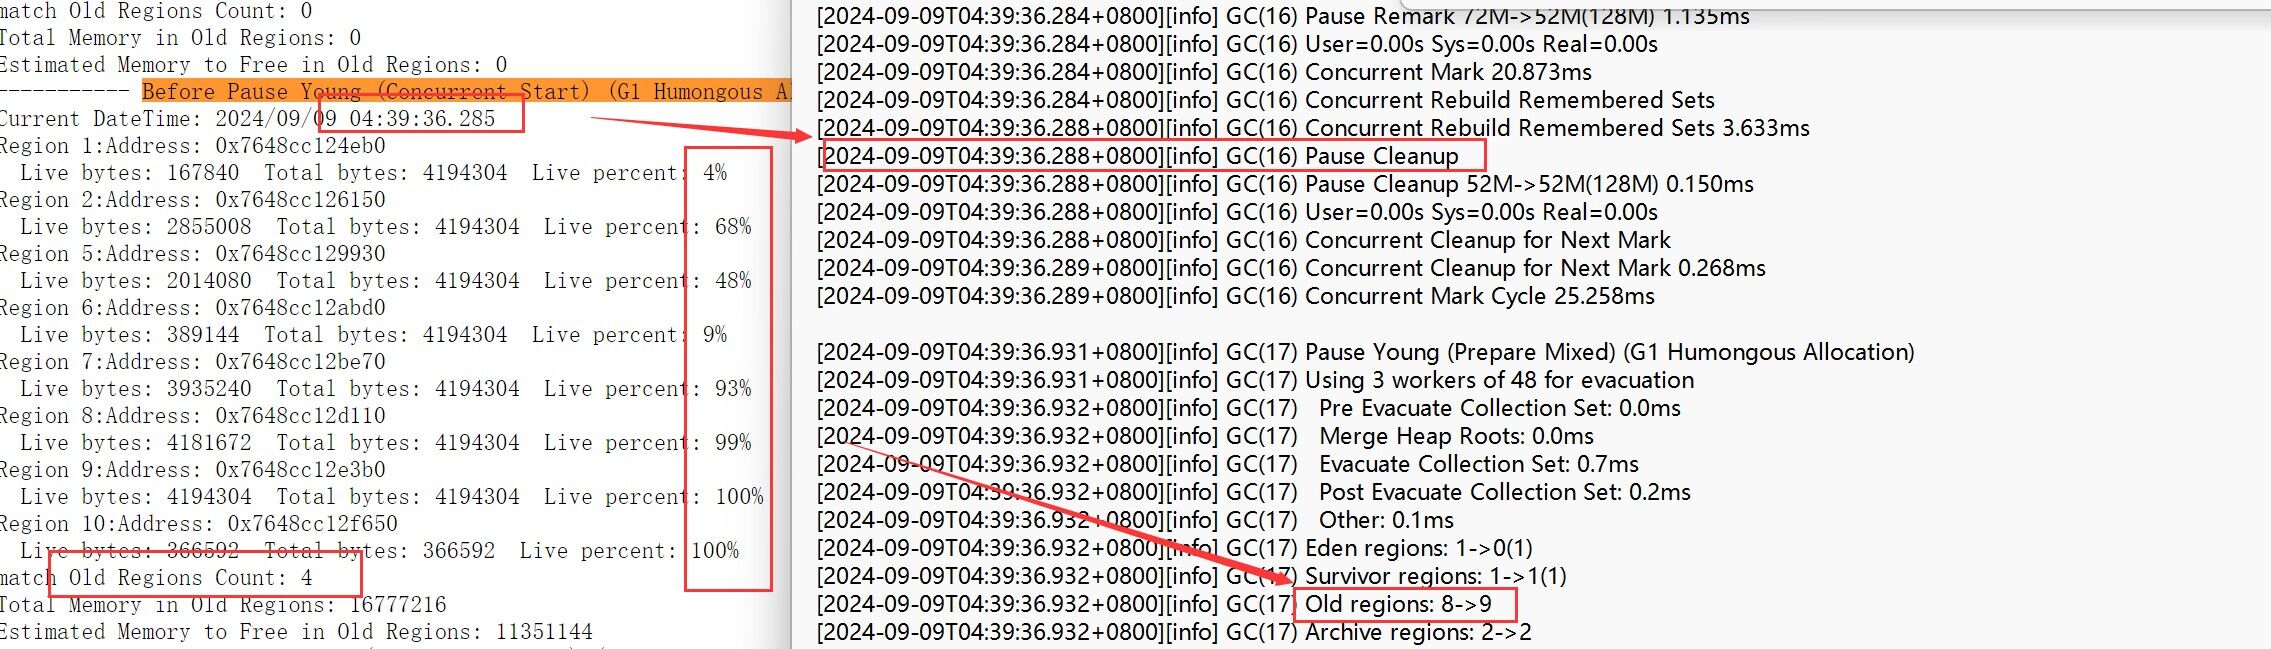 match Old Regions Count: 0
Total Memory in Old Regions: 0
Estimated Memory to Free in Old Regions: 0
----------- Before Pause Young (Concurrent Start) (G1 Humongous A
Current DateTime: 2024/09/09 04:39:36.285
Region 1:Address: 0x7648cc124eb0
Live bytes: 167840 Total bytes: 4194304 Live percent: 4%
Region 2:Address: 0x7648cc126150
Live bytes: 2855008 Total bytes: 4194304 Live percent: 68%
Region 5:Address: 0x7648cc129930
Live bytes: 2014080 Total bytes: 4194304 Live percent: 48%
Region 6:Address: 0x7648cc12abd0
Live bytes: 389144 Total bytes: 4194304 Live percent: 9%
Region 7:Address: 0x7648cc12be70
Live bytes: 3935240 Total bytes: 4194304 Live percent: 93%
Region 8:Address: 0x7648cc12d110
Live bytes: 4181672 Total bytes: 4194304 Live percent: 99%
Region 9:Address: 0x7648cc12e3b0
Live bytes: 4194304 Total bytes: 4194304 Live percent: 100%
Region 10:Address: 0x7648cc12f650
Live bytes: 366592 Total bytes: 366592 Live percent: 100%
match Old Regions Count: 4
Total Memory in Old Regions: 16777216
Estimated Memory to Free in Old Regions: 11351144
[2024-09-09T04:39:36.284+0800][info] GC(16) Pause Remark 72M->52M(128M) 1.135ms
[2024-09-09T04:39:36.284+0800][info] GC(16) User=0.00s Sys=0.00s Real=0.00s
[2024-09-09T04:39:36.284+0800][info] GC(16) Concurrent Mark 20.873ms
[2024-09-09T04:39:36.284+0800][info] GC(16) Concurrent Rebuild Remembered Sets
[2024-09-09T04:39:36.288+0800][info] GC(16) Concurrent Rebuild Remembered Sets 3.633ms
[2024-09-09T04:39:36.288+0800][info] GC(16) Pause Cleanup
[2024-09-09T04:39:36.288+0800][info] GC(16) Pause Cleanup 52M->52M(128M) 0.150ms
[2024-09-09T04:39:36.288+0800][info] GC(16) User=0.00s Sys=0.00s Real=0.00s
[2024-09-09T04:39:36.288+0800][info] GC(16) Concurrent Cleanup for Next Mark
[2024-09-09T04:39:36.289+0800][info] GC(16) Concurrent Cleanup for Next Mark 0.268ms
[2024-09-09T04:39:36.289+0800][info] GC(16) Concurrent Mark Cycle 25.258ms
[2024-09-09T04:39:36.931+0800][info] GC(17) Pause Young (Prepare Mixed) (G1 Humongous Allocation)
[2024-09-09T04:39:36.931+0800][info] GC(17) Using 3 workers of 48 for evacuation
[2024-09-09T04:39:36.932+0800][info] GC(17) Pre Evacuate Collection Set: 0.0ms
[2024-09-09T04:39:36.932+0800][info] GC(17) Merge Heap Roots: 0.0ms
[2024-09-09T04:39:36.932+0800][info] GC(17) Evacuate Collection Set: 0.7ms
[2024-09-09T04:39:36.932+0800][info] GC(17) Post Evacuate Collection Set: 0.2ms
[2024-09-09T04:39:36.932+0800][info] GC(17) Other: 0.1ms
[2024-09-09T04:39:36.932+0800][info] GC(17) Eden regions: 1->0(1)
[2024-09-09T04:39:36.932+0800][info] GC(17) Survivor regions: 1->1(1)
[2024-09-09T04:39:36.932+0800][info] GC(17) Old regions: 8->9
[2024-09-09T04:39:36.932+0800][info] GC(17) Archive regions: 2->2